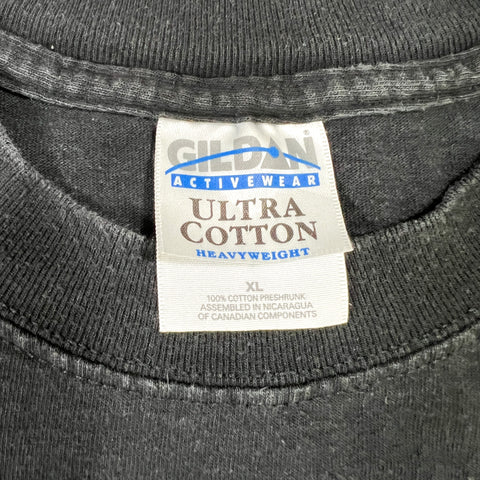 GILDAN®
ACTIVEWEAR
ULTRA
COTTON
HEAVYWEIGHT
XL
100% COTTON PRESHRUNK
ASSEMBLED IN NICARAGUA
OF CANADIAN COMPONENTS